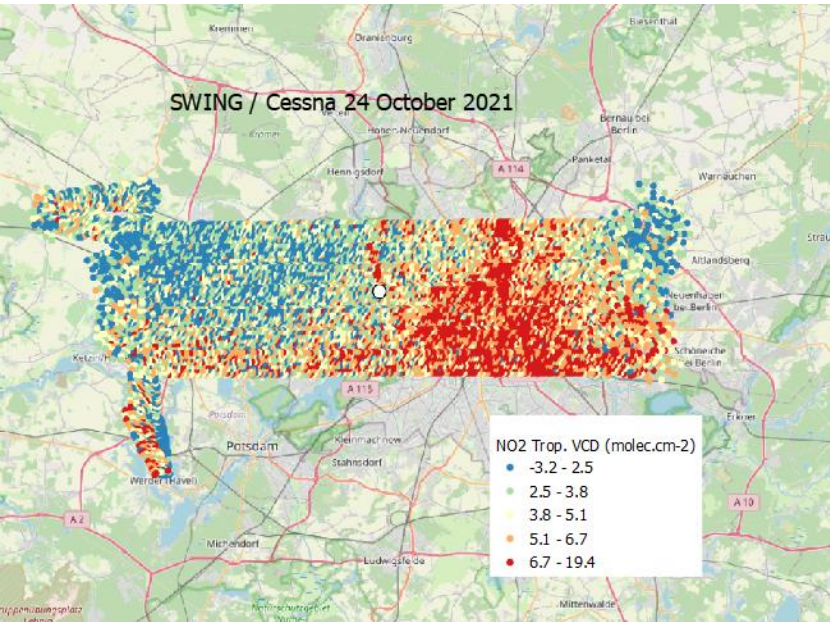 Kremmen
Oranienburg
Biesenthal
SWING / Cessna 24 October 2021
Hohen Neuendorf
Bernau bei
Berlin
Hennigsdorf
A 114
Panketal
Werneuchen
Altlandsberg
Neuenhagen
bei Berlin
Schöneiche
bei Berlin
Ketzin/H
A 115
Potsdam
Potsdam
Kleinmachnow
Stahnsdorf
Erkner
Werder (Havel)
NO2 Trop. VCD (molec.cm-2)
-3.2 - 2.5
2.5 - 3.8
3.8 - 5.1
5.1 - 6.7
6.7 - 19.4
A 2
A 10
Michendorf
Ludwigsfelde
Mittenwalde
Naturschutzgebiet